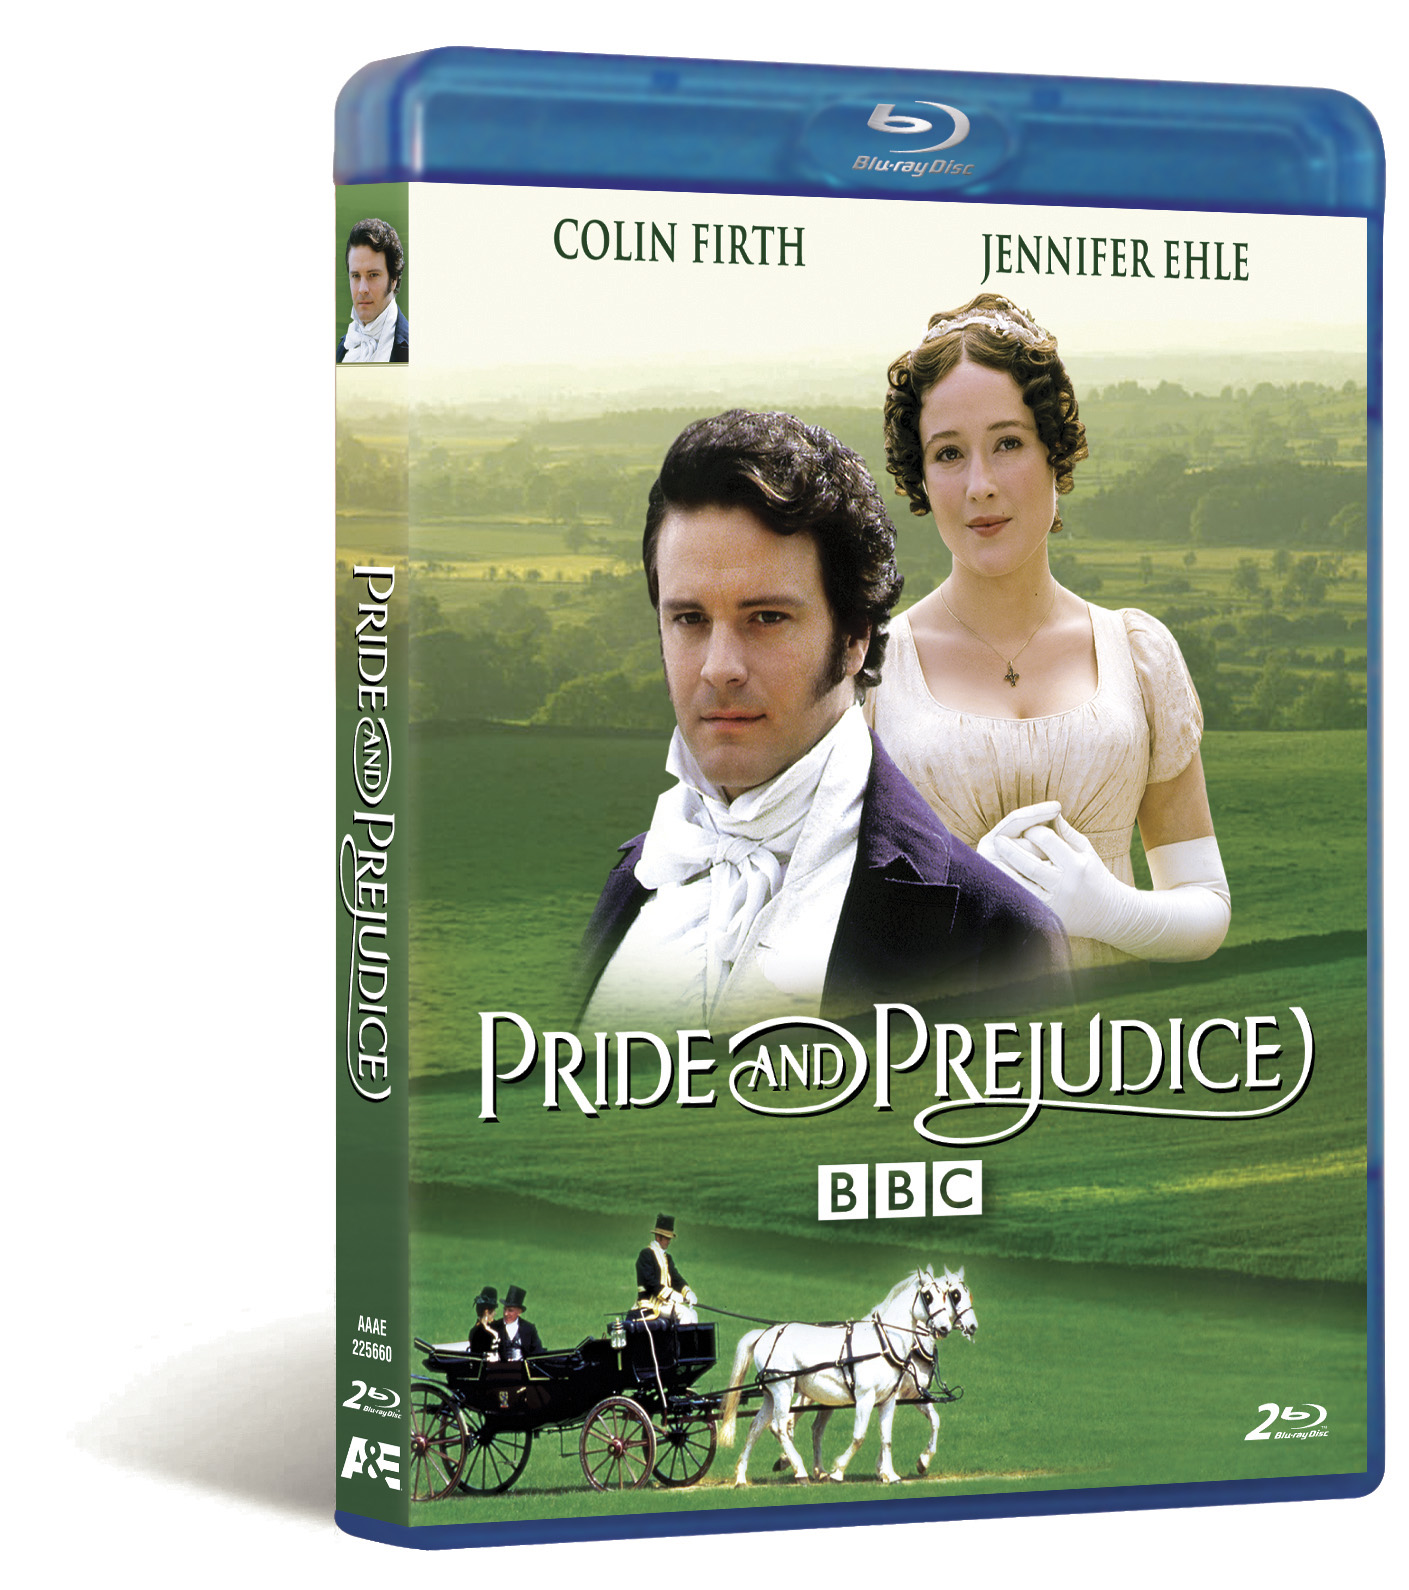 Blu-ray Disc
COLIN FIRTH
JENNIFER EHLE
PRIDE AND PREJUDICE
BBC
2 Blu-ray Disc
PRIDE AND PREJUDICE
AAAE
225660
2 Blu-ray Disc
A&E